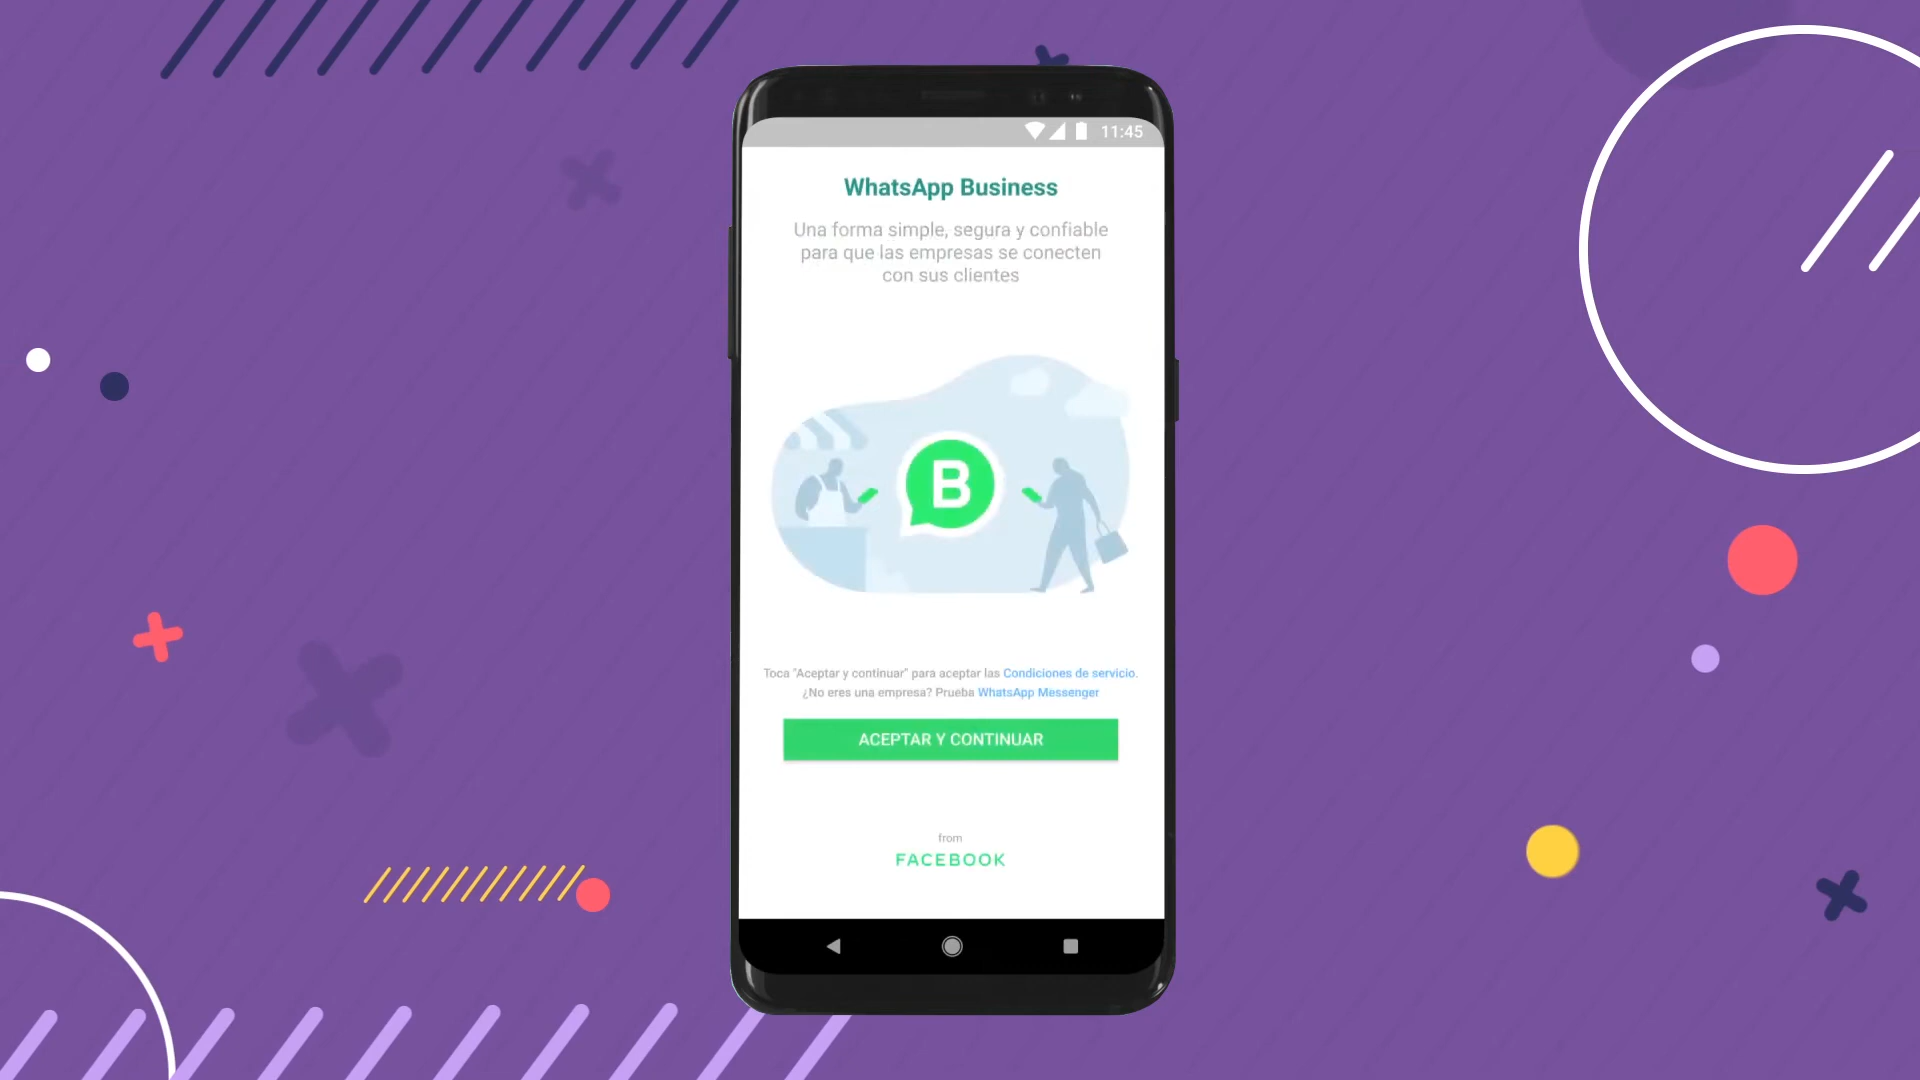 11:45
WhatsApp Business
Una forma simple, segura y confiable
para que las empresas se conecten
con sus clientes
B
Toca "Aceptar y continuar" para aceptar las Condiciones de servicio.
¿No eres una empresa? Prueba WhatsApp Messenger
ACEPTAR Y CONTINUAR
from
FACEBOOK